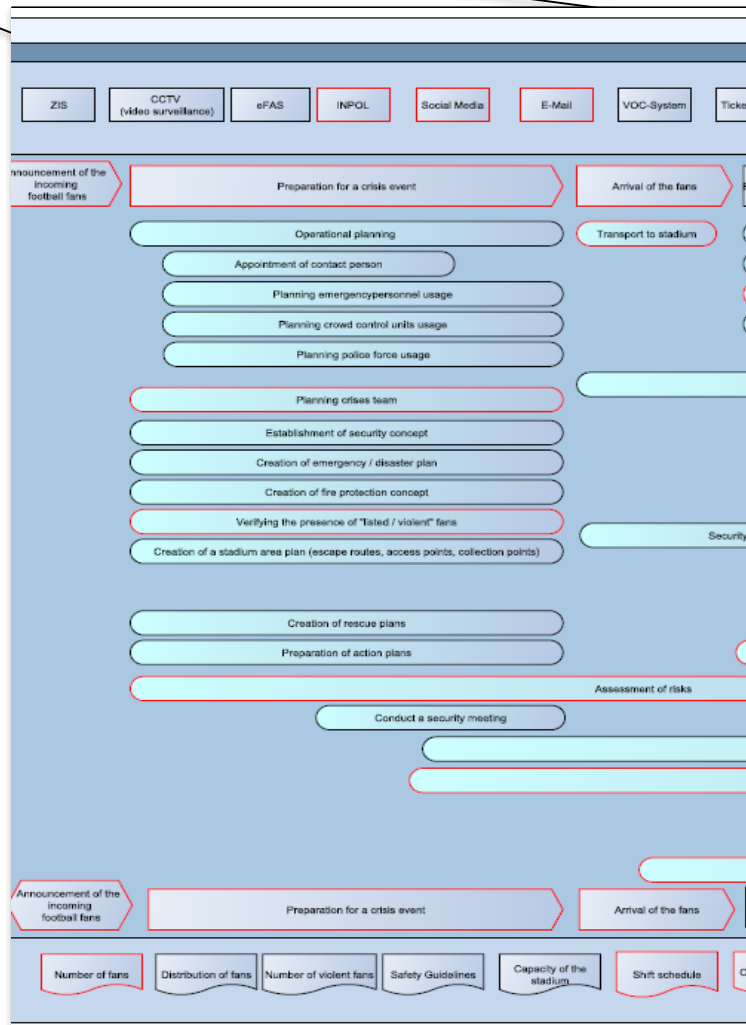 ZIS
CCTV
(video surveillance)
eFAS
INPOL
Social Media
E-Mail
VOC-System
Ticke
nnouncement of the
incoming
football fans
Preparation for a crisis event
Arrival of the fans
Operational planning
Transport to stadium
Appointment of contact person
Planning emergencypersonnel usage
Planning crowd control units usage
Planning police force usage
Planning crises team
Establishment of security concept
Creation of emergency / disaster plan
Creation of fire protection concept
Verifying the presence of "listed / violent" fans
Security
Creation of a stadium area plan (escape routes, access points, collection points)
Creation of rescue plans
Preparation of action plans
Assessment of risks
Conduct a security meeting
Announcement of the
incoming
football fans
Preparation for a crisis event
Arrival of the fans
Number of fans
Distribution of fans
Number of violent fans
Safety Guidelines
Capacity of the
stadium
Shift schedule